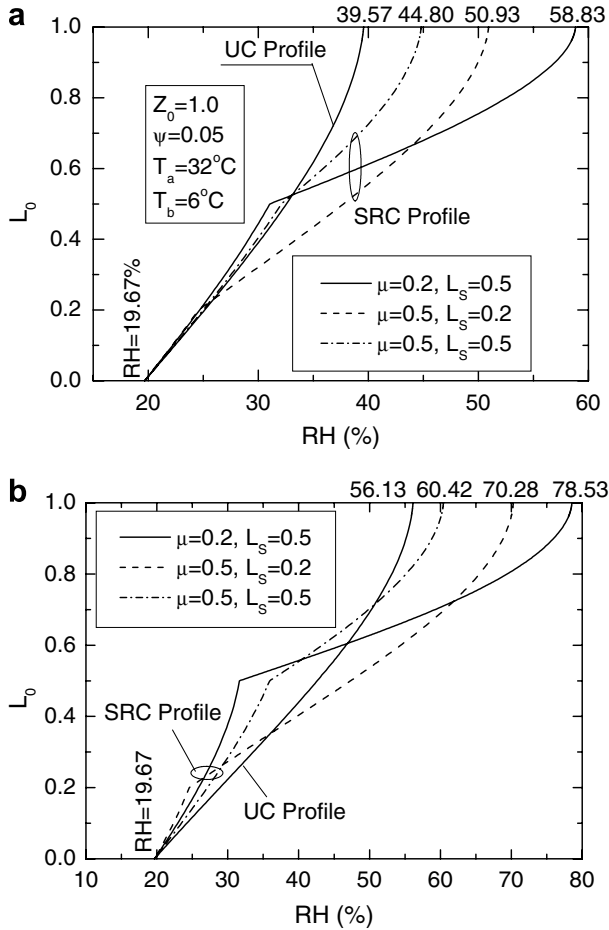 a
39.57 44.80 50.93 58.83
1.0
UC Profile
0.8
Z0=1.0
ψ=0.05
Ta=32°C
Tb=6°C
0.6
L0
SRC Profile
0.4
μ=0.2, LS=0.5
μ=0.5, LS=0.2
μ=0.5, LS=0.5
0.2
RH=19.67%
0.0
20 30 40 50 60
RH (%)
b
56.13 60.42 70.28 78.53
1.0
μ=0.2, LS=0.5
μ=0.5, LS=0.2
μ=0.5, LS=0.5
0.8
0.6
L0
0.4
SRC Profile
0.2
RH=19.67
UC Profile
0.0
10 20 30 40 50 60 70 80
RH (%)